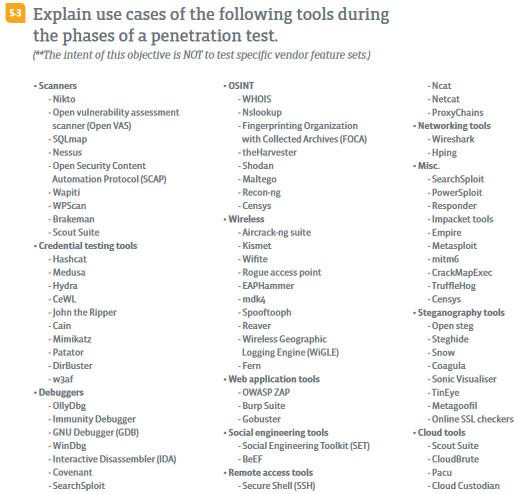 5.3 Explain use cases of the following tools during
the phases of a penetration test.
(**The intent of this objective is NOT to test specific vendor feature sets.)
• Scanners
- Nikto
- Open vulnerability assessment
scanner (Open VAS)
- SQLmap
- Nessus
- Open Security Content
Automation Protocol (SCAP)
- Wapiti
- WPScan
- Brakeman
- Scout Suite
• Credential testing tools
- Hashcat
- Medusa
- Hydra
- CeWL
- John the Ripper
- Cain
- Mimikatz
- Patator
- DirBuster
- w3af
• Debuggers
- OllyDbg
- Immunity Debugger
- GNU Debugger (GDB)
- WinDbg
- Interactive Disassembler (IDA)
- Covenant
- SearchSploit
• OSINT
- WHOIS
- Nslookup
- Fingerprinting Organization
with Collected Archives (FOCA)
- theHarvester
- Shodan
- Maltego
- Recon-ng
- Censys
• Wireless
- Aircrack-ng suite
- Kismet
- Wifite
- Rogue access point
- EAPHammer
- mdk4
- Spooftooph
- Reaver
- Wireless Geographic
Logging Engine (WiGLE)
- Fern
• Web application tools
- OWASP ZAP
- Burp Suite
- Gobuster
• Social engineering tools
- Social Engineering Toolkit (SET)
- BeEF
• Remote access tools
- Secure Shell (SSH)
- Ncat
- Netcat
- ProxyChains
• Networking tools
- Wireshark
- Hping
• Misc.
- SearchSploit
- PowerSploit
- Responder
- Impacket tools
- Empire
- Metasploit
- mitm6
- CrackMapExec
- TruffleHog
- Censys
• Steganography tools
- Open steg
- Steghide
- Snow
- Coagula
- Sonic Visualiser
- TinEye
- Metagoofil
- Online SSL checkers
• Cloud tools
- Scout Suite
- CloudBrute
- Pacu
- Cloud Custodian